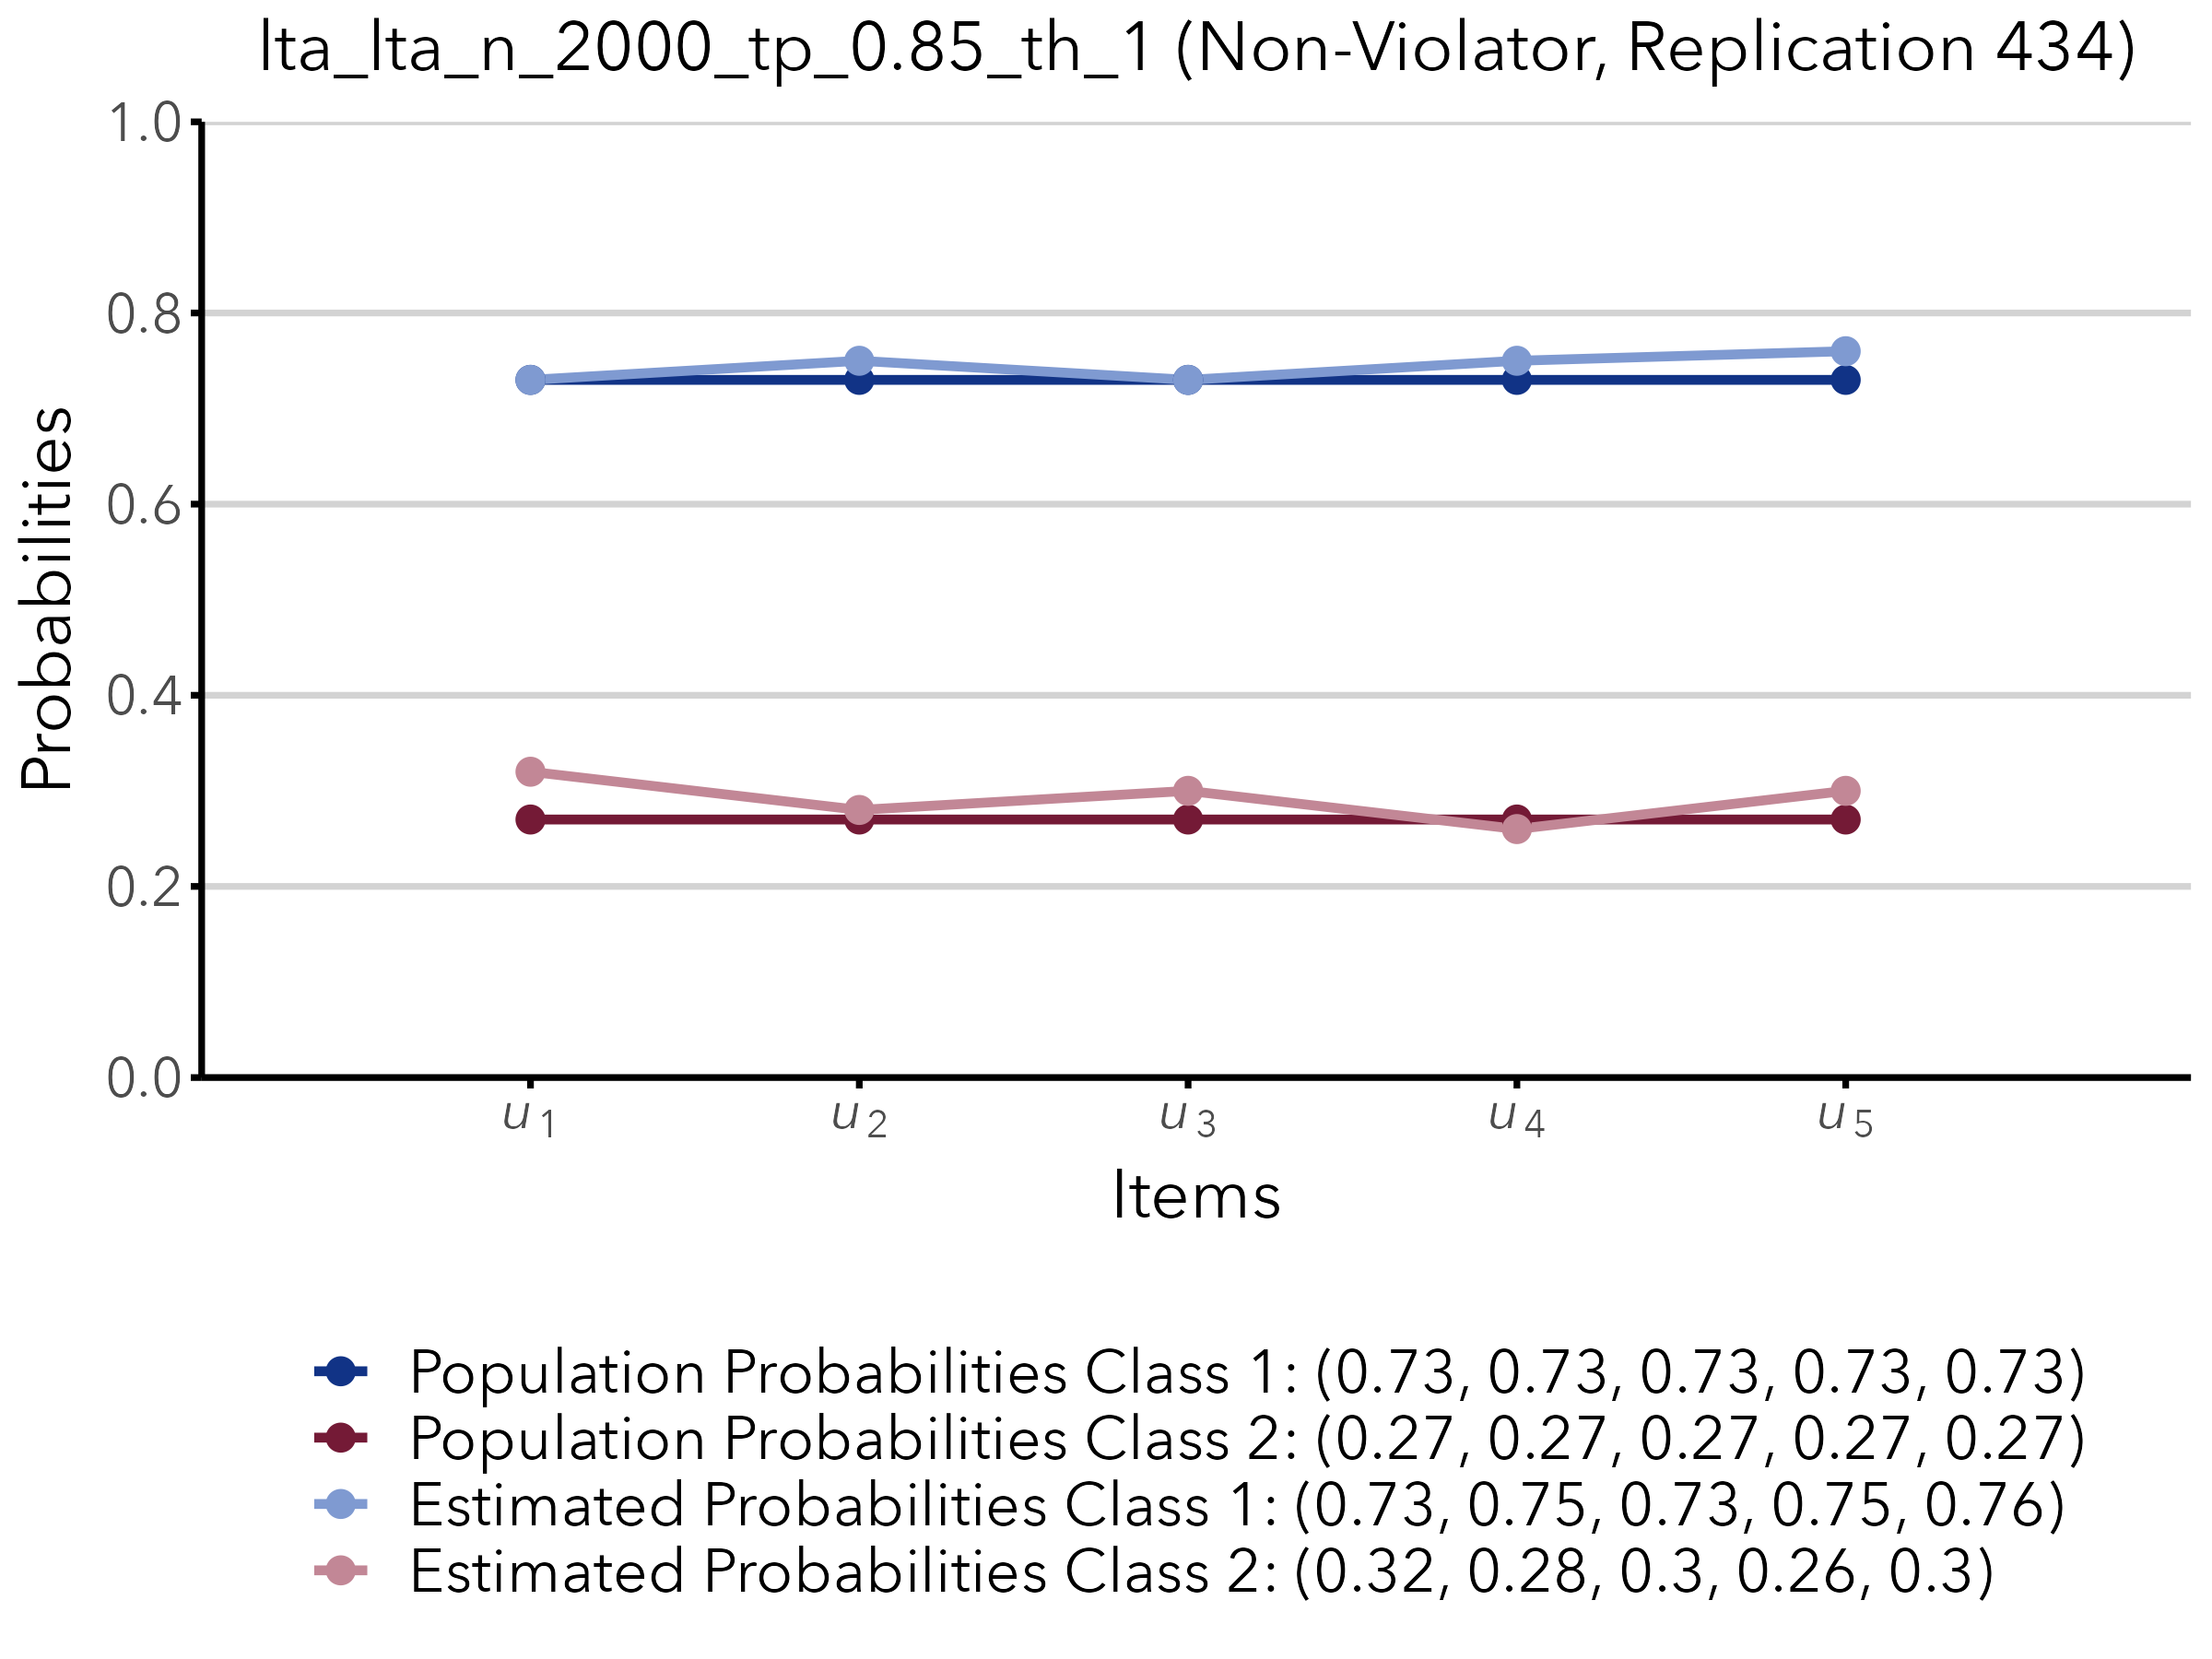 lta_lta_n_2000_tp_0.85_th_1 (Non-Violator, Replication 434)
Probabilities
1.0
0.8
0.6
0.4
0.2
0.0
u1 u2 u3 u4 u5
Items
Population Probabilities Class 1: (0.73, 0.73, 0.73, 0.73, 0.73)
Population Probabilities Class 2: (0.27, 0.27, 0.27, 0.27, 0.27)
Estimated Probabilities Class 1: (0.73, 0.75, 0.73, 0.75, 0.76)
Estimated Probabilities Class 2: (0.32, 0.28, 0.3, 0.26, 0.3)